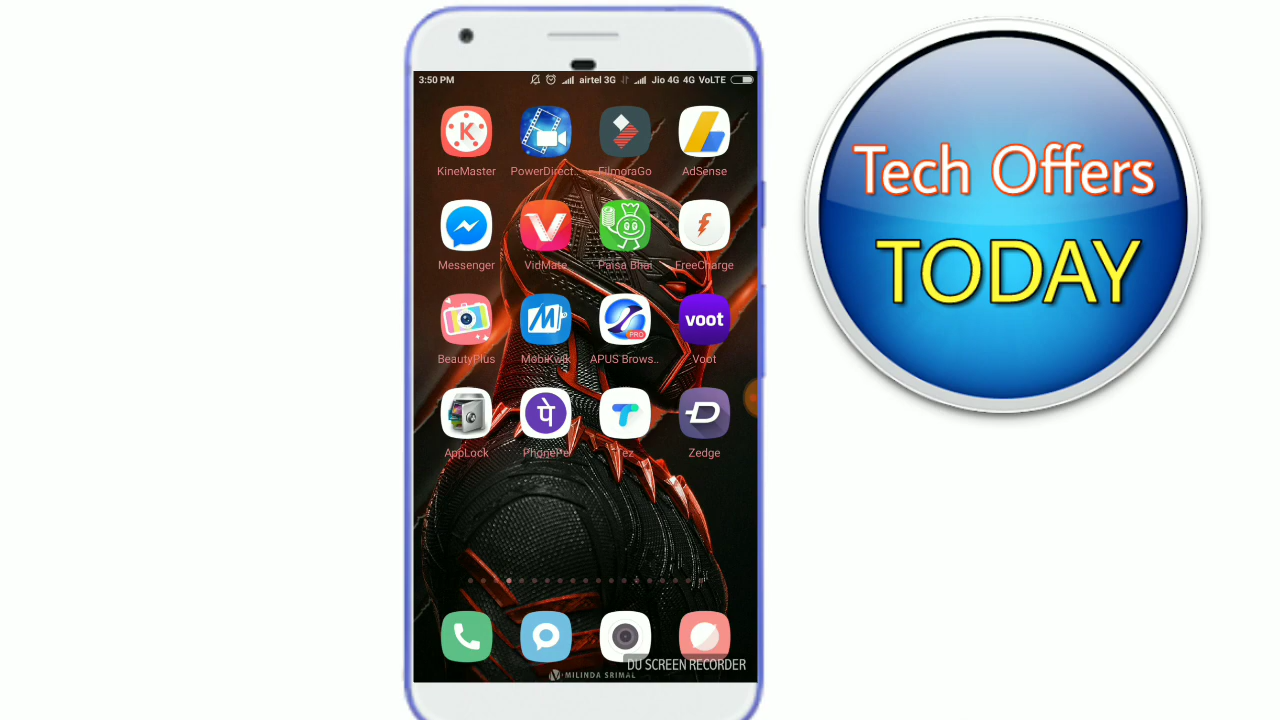 3:50 PM airtel 3G Jio 4G 4G VoLTE
KineMaster PowerDirect.. FilmoraGo AdSense
Messenger VidMate Paisa Bhai FreeCharge
PRO voot
BeautyPlus MobiKwik APUS Brows.. Voot
पे
AppLock PhonePe Tez Zedge
DU SCREEN RECORDER
MILINDA SRIMAL
Tech Offers
TODAY